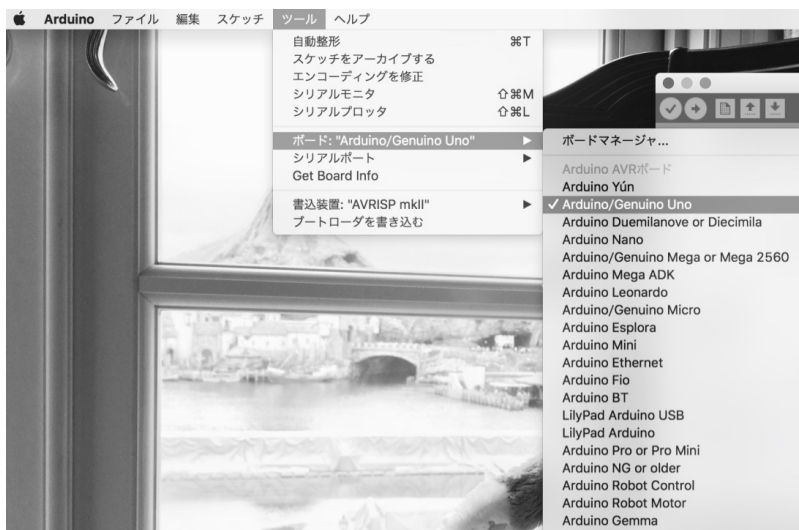 Arduino ファイル 編集 スケッチ ツール ヘルプ
自動整形 ⌘T
スケッチをアーカイブする
エンコーディングを修正
シリアルモニタ ⇧⌘M
シリアルプロッタ ⇧⌘L
ボード: "Arduino/Genuino Uno" ▶
シリアルポート ▶
Get Board Info
書込装置: "AVRISP mkII" ▶
ブートローダを書き込む
ボードマネージャ...
Arduino AVRボード
Arduino Yún
✓ Arduino/Genuino Uno
Arduino Duemilanove or Diecimila
Arduino Nano
Arduino/Genuino Mega or Mega 2560
Arduino Mega ADK
Arduino Leonardo
Arduino/Genuino Micro
Arduino Esplora
Arduino Mini
Arduino Ethernet
Arduino Fio
Arduino BT
LilyPad Arduino USB
LilyPad Arduino
Arduino Pro or Pro Mini
Arduino NG or older
Arduino Robot Control
Arduino Robot Motor
Arduino Gemma